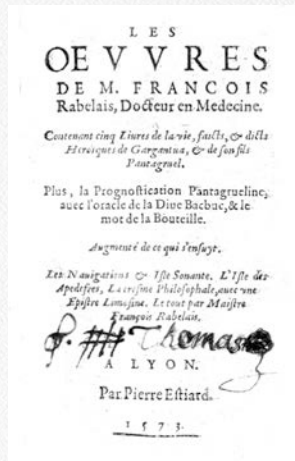 LES
OEVVRES
DE M. FRANCOIS
Rabelais, Docteur en Medecine.
Contenant cinq Liures de la vie, faicts, & dicts
Heroiques de Gargantua, & de son fils
Pantagruel.
Plus, la Prognostication Pantagrueline,
auec l'oracle de la Diue Bacbuc, & le
mot de la Bouteille.
Augmenté de ce qui s'ensuyt.
Les Nauigations & Isle Sonante. L'Isle des
Apedefres, La cresme Philosophale, auec vne
Epistre Limosine. Le tout par Maistre
François Rabelais.
Thomas
A LYON.
Par Pierre Estiard.
1573.